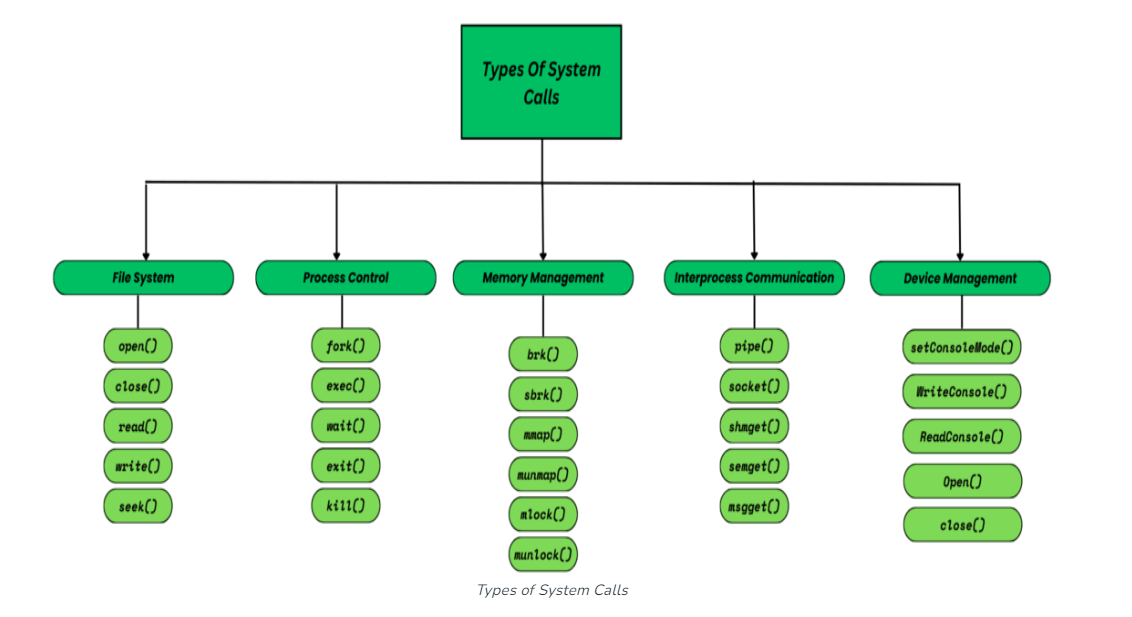 Types Of System
Calls
File System
Process Control
Memory Management
Interprocess Communication
Device Management
open()
close()
read()
write()
seek()
fork()
exec()
wait()
exit()
kill()
brk()
sbrk()
mmap()
munmap()
mlock()
munlock()
pipe()
socket()
shmget()
semget()
msgget()
setConsoleMode()
WriteConsole()
ReadConsole()
Open()
close()
Types of System Calls